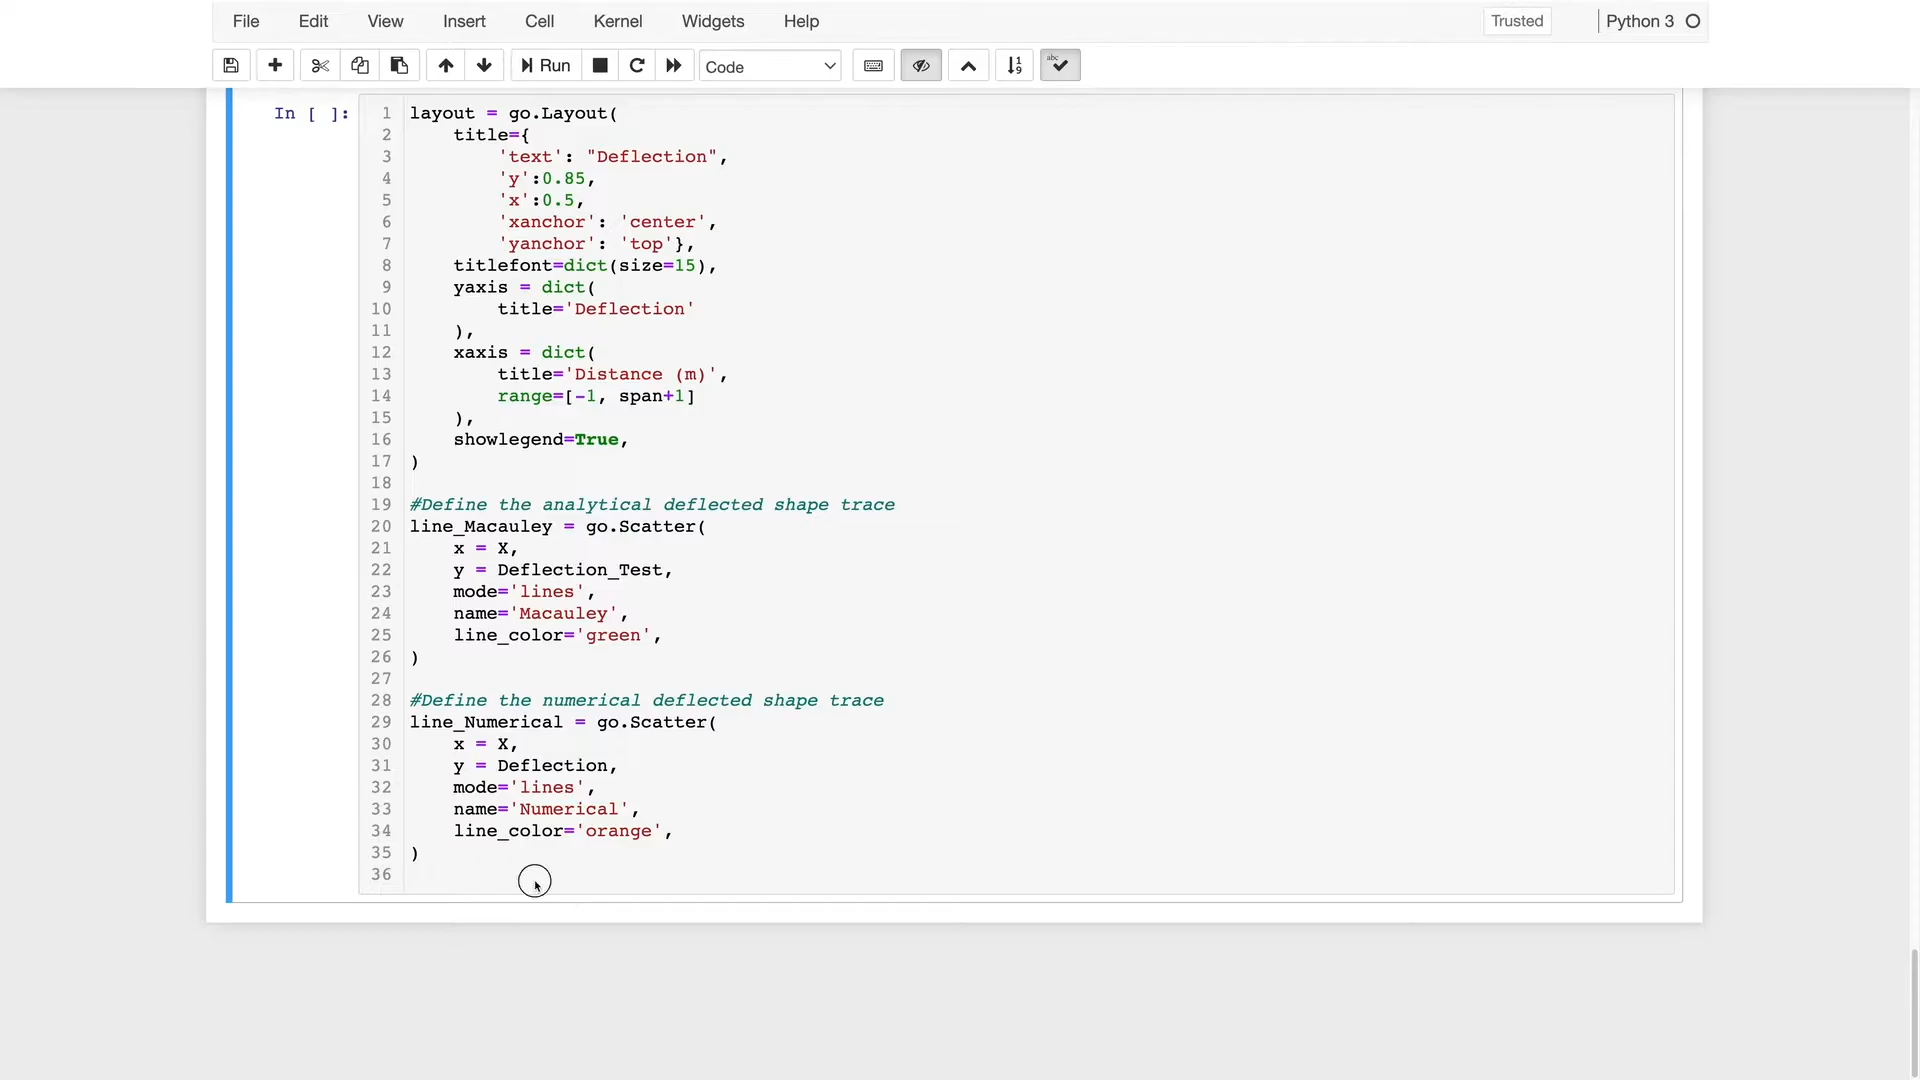 File Edit View Insert Cell Kernel Widgets Help Trusted Python 3
Run Code
In [ ]:
1 layout = go.Layout(
2 title={
3 'text': "Deflection",
4 'y':0.85,
5 'x':0.5,
6 'xanchor': 'center',
7 'yanchor': 'top'},
8 titlefont=dict(size=15),
9 yaxis = dict(
10 title='Deflection'
11 ),
12 xaxis = dict(
13 title='Distance (m)',
14 range=[-1, span+1]
15 ),
16 showlegend=True,
17 )
18
19 #Define the analytical deflected shape trace
20 line_Macauley = go.Scatter(
21 x = X,
22 y = Deflection_Test,
23 mode='lines',
24 name='Macauley',
25 line_color='green',
26 )
27
28 #Define the numerical deflected shape trace
29 line_Numerical = go.Scatter(
30 x = X,
31 y = Deflection,
32 mode='lines',
33 name='Numerical',
34 line_color='orange',
35 )
36